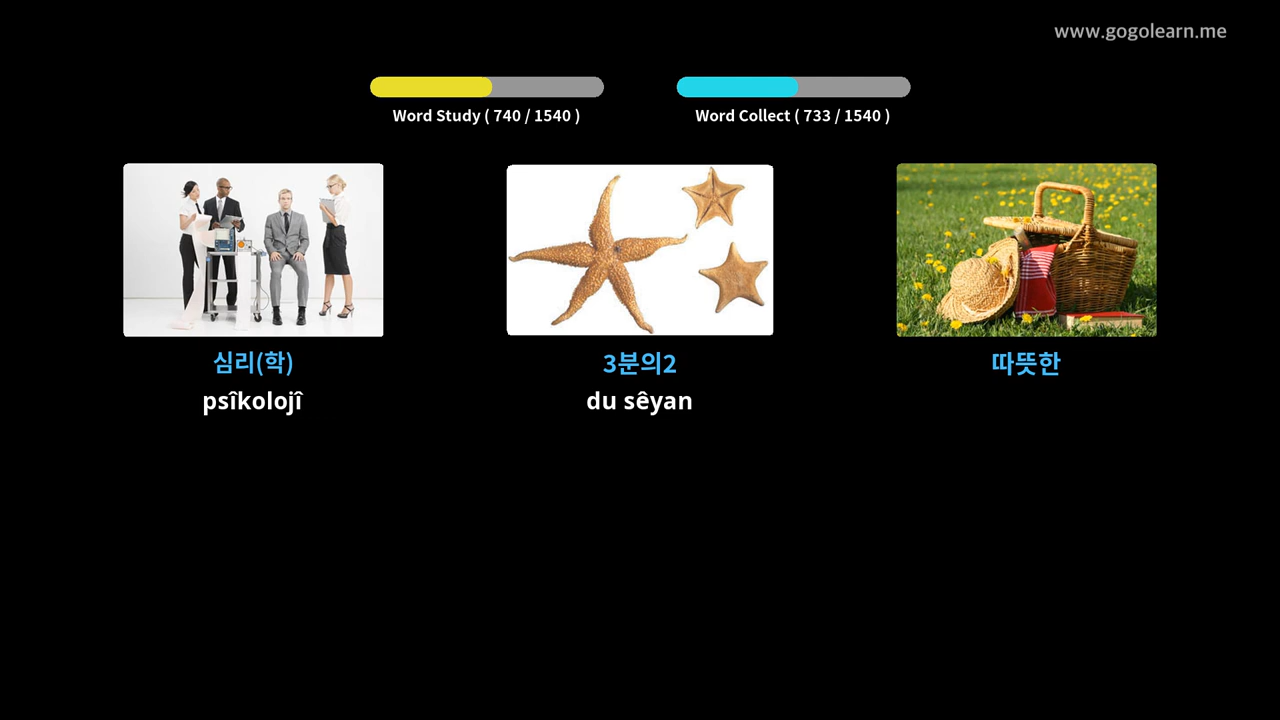 www.gogolearn.me
Word Study ( 740 / 1540 )
Word Collect ( 733 / 1540 )
심리(학)
psîkolojî
3분의2
du sêyan
따뜻한